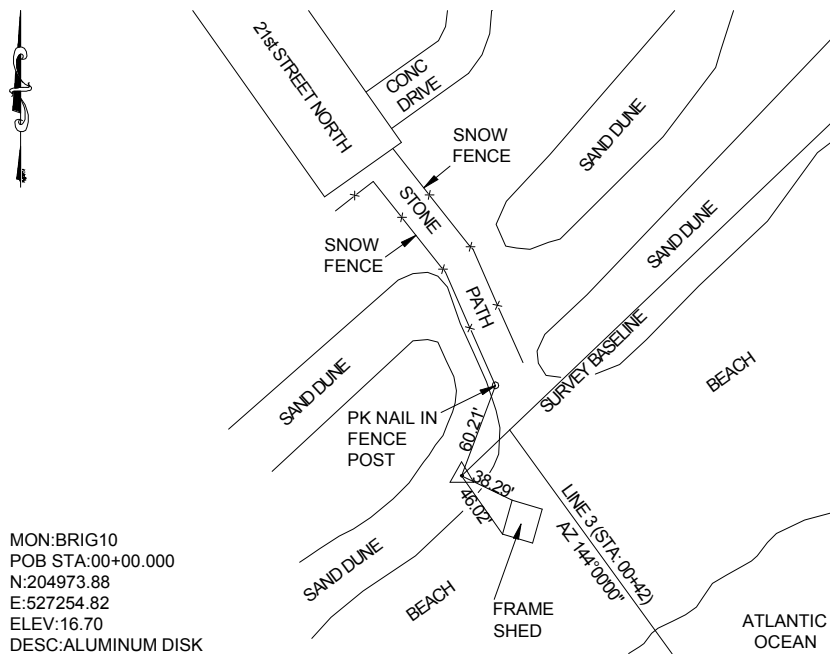 21st STREET NORTH
CONC
DRIVE
SNOW
FENCE
SAND DUNE
STONE
SNOW
FENCE
SAND DUNE
PATH
SURVEY BASELINE
BEACH
SAND DUNE
PK NAIL IN
FENCE
POST
60.21'
38.29'
46.02'
LINE 3 (STA:00+42)
AZ 144°00'00"
MON:BRIG10
POB STA:00+00.000
N:204973.88
E:527254.82
ELEV:16.70
DESC:ALUMINUM DISK
SAND DUNE
BEACH
FRAME
SHED
ATLANTIC
OCEAN